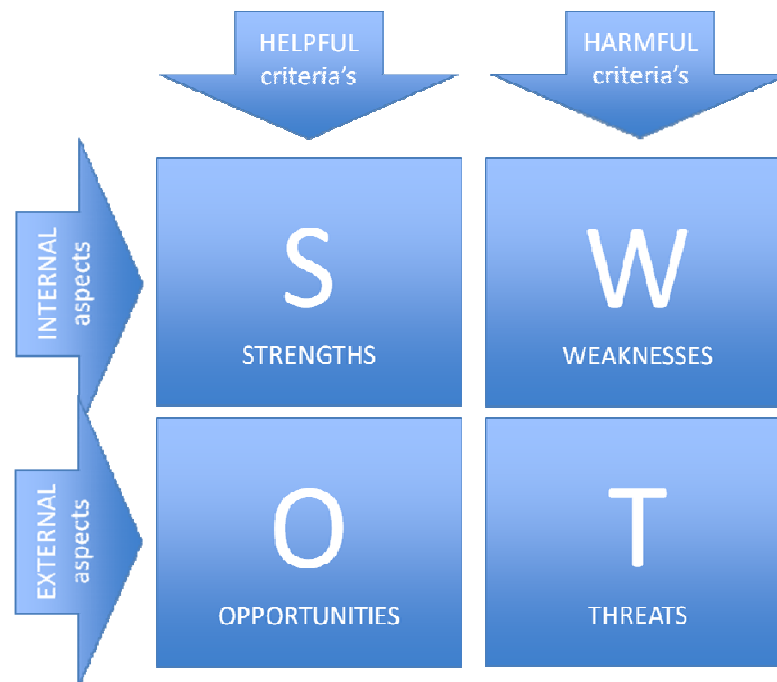 HELPFUL
criteria's
HARMFUL
criteria's
INTERNAL
aspects
S
STRENGTHS
W
WEAKNESSES
EXTERNAL
aspects
O
OPPORTUNITIES
T
THREATS